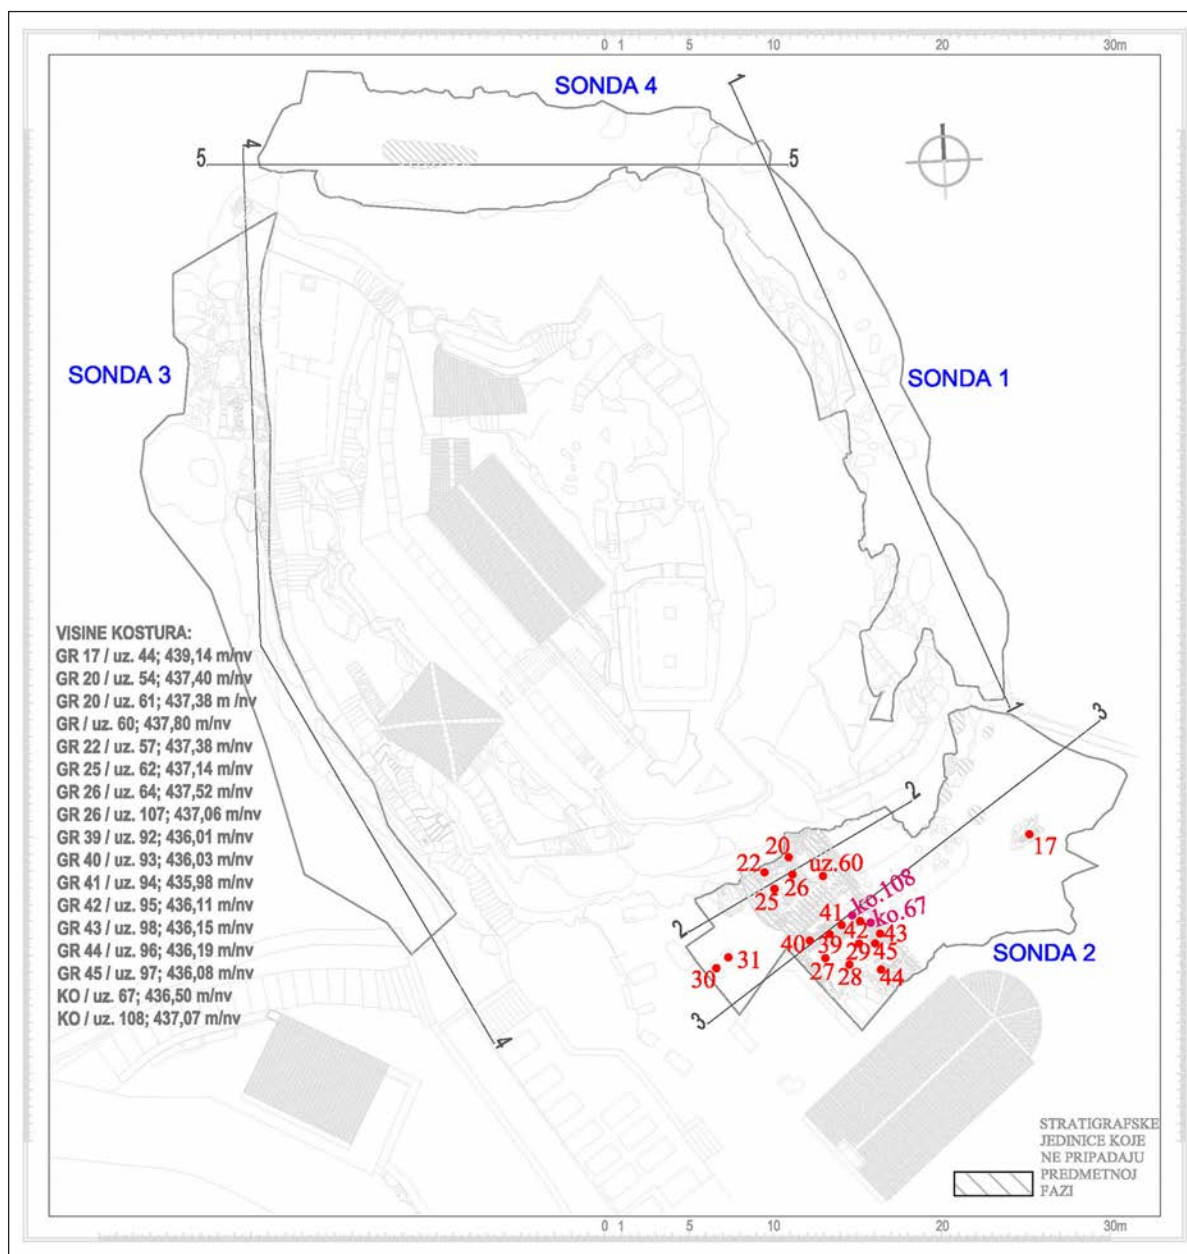 0 1 5 10 20 30m
SONDA 4
1
4
5 5
SONDA 3
SONDA 1
VISINE KOSTURA:
GR 17 / uz. 44; 439,14 m/nv
GR 20 / uz. 54; 437,40 m/nv
GR 20 / uz. 61; 437,38 m /nv
GR / uz. 60; 437,80 m/nv
GR 22 / uz. 57; 437,38 m/nv
GR 25 / uz. 62; 437,14 m/nv
GR 26 / uz. 64; 437,52 m/nv
GR 26 / uz. 107; 437,06 m/nv
GR 39 / uz. 92; 436,01 m/nv
GR 40 / uz. 93; 436,03 m/nv
GR 41 / uz. 94; 435,98 m/nv
GR 42 / uz. 95; 436,11 m/nv
GR 43 / uz. 98; 436,15 m/nv
GR 44 / uz. 96; 436,19 m/nv
GR 45 / uz. 97; 436,08 m/nv
KO / uz. 67; 436,50 m/nv
KO / uz. 108; 437,07 m/nv
1
3
2
17
20
22 uz.60
26
25
ko.108
ko.67
41
42 43
2
40 39 29 45
31
27 28 44
30
SONDA 2
3
4
STRATIGRAFSKE
JEDINICE KOJE
NE PRIPADAJU
PREDMETNOJ
FAZI
0 1 5 10 20 30m